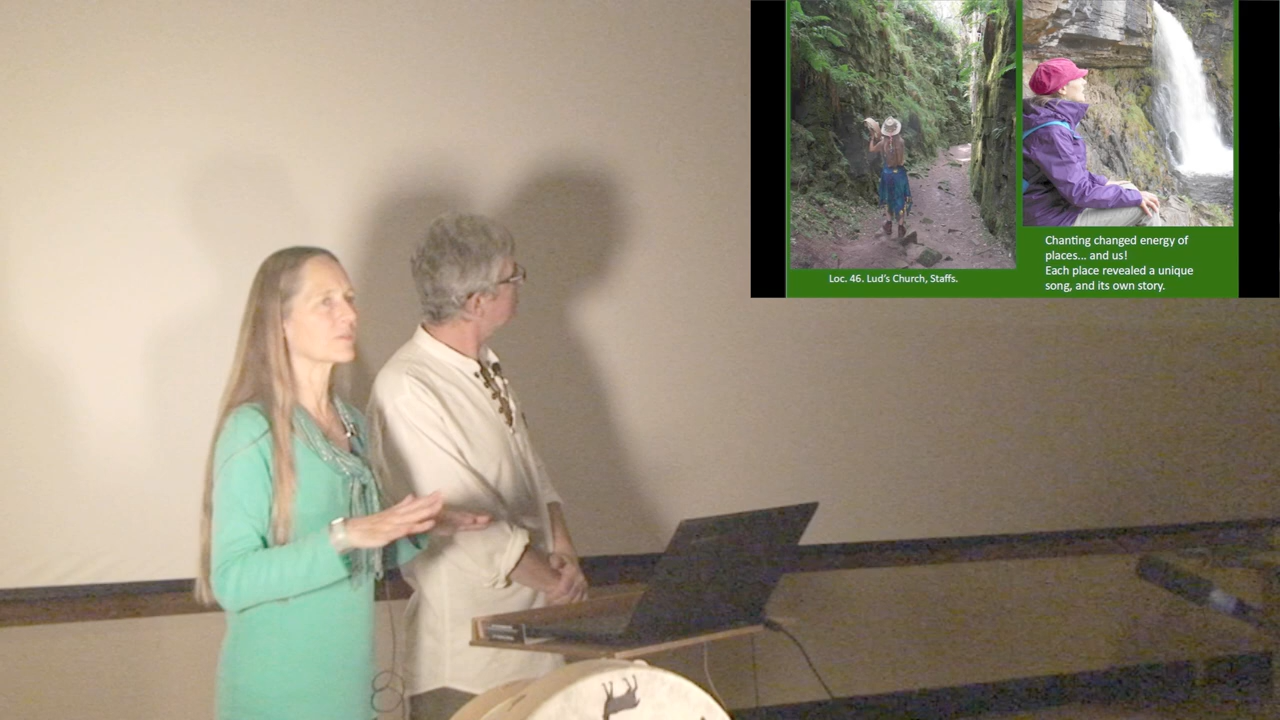 Loc. 46. Lud's Church, Staffs.
Chanting changed energy of
places... and us!
Each place revealed a unique
song, and its own story.